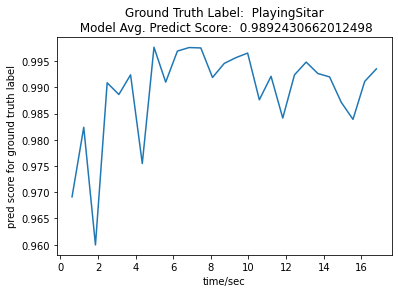 Ground Truth Label:  PlayingSitar
Model Avg. Predict Score:  0.9892430662012498
pred score for ground truth label
0.995
0.990
0.985
0.980
0.975
0.970
0.965
0.960
0 2 4 6 8 10 12 14 16
time/sec